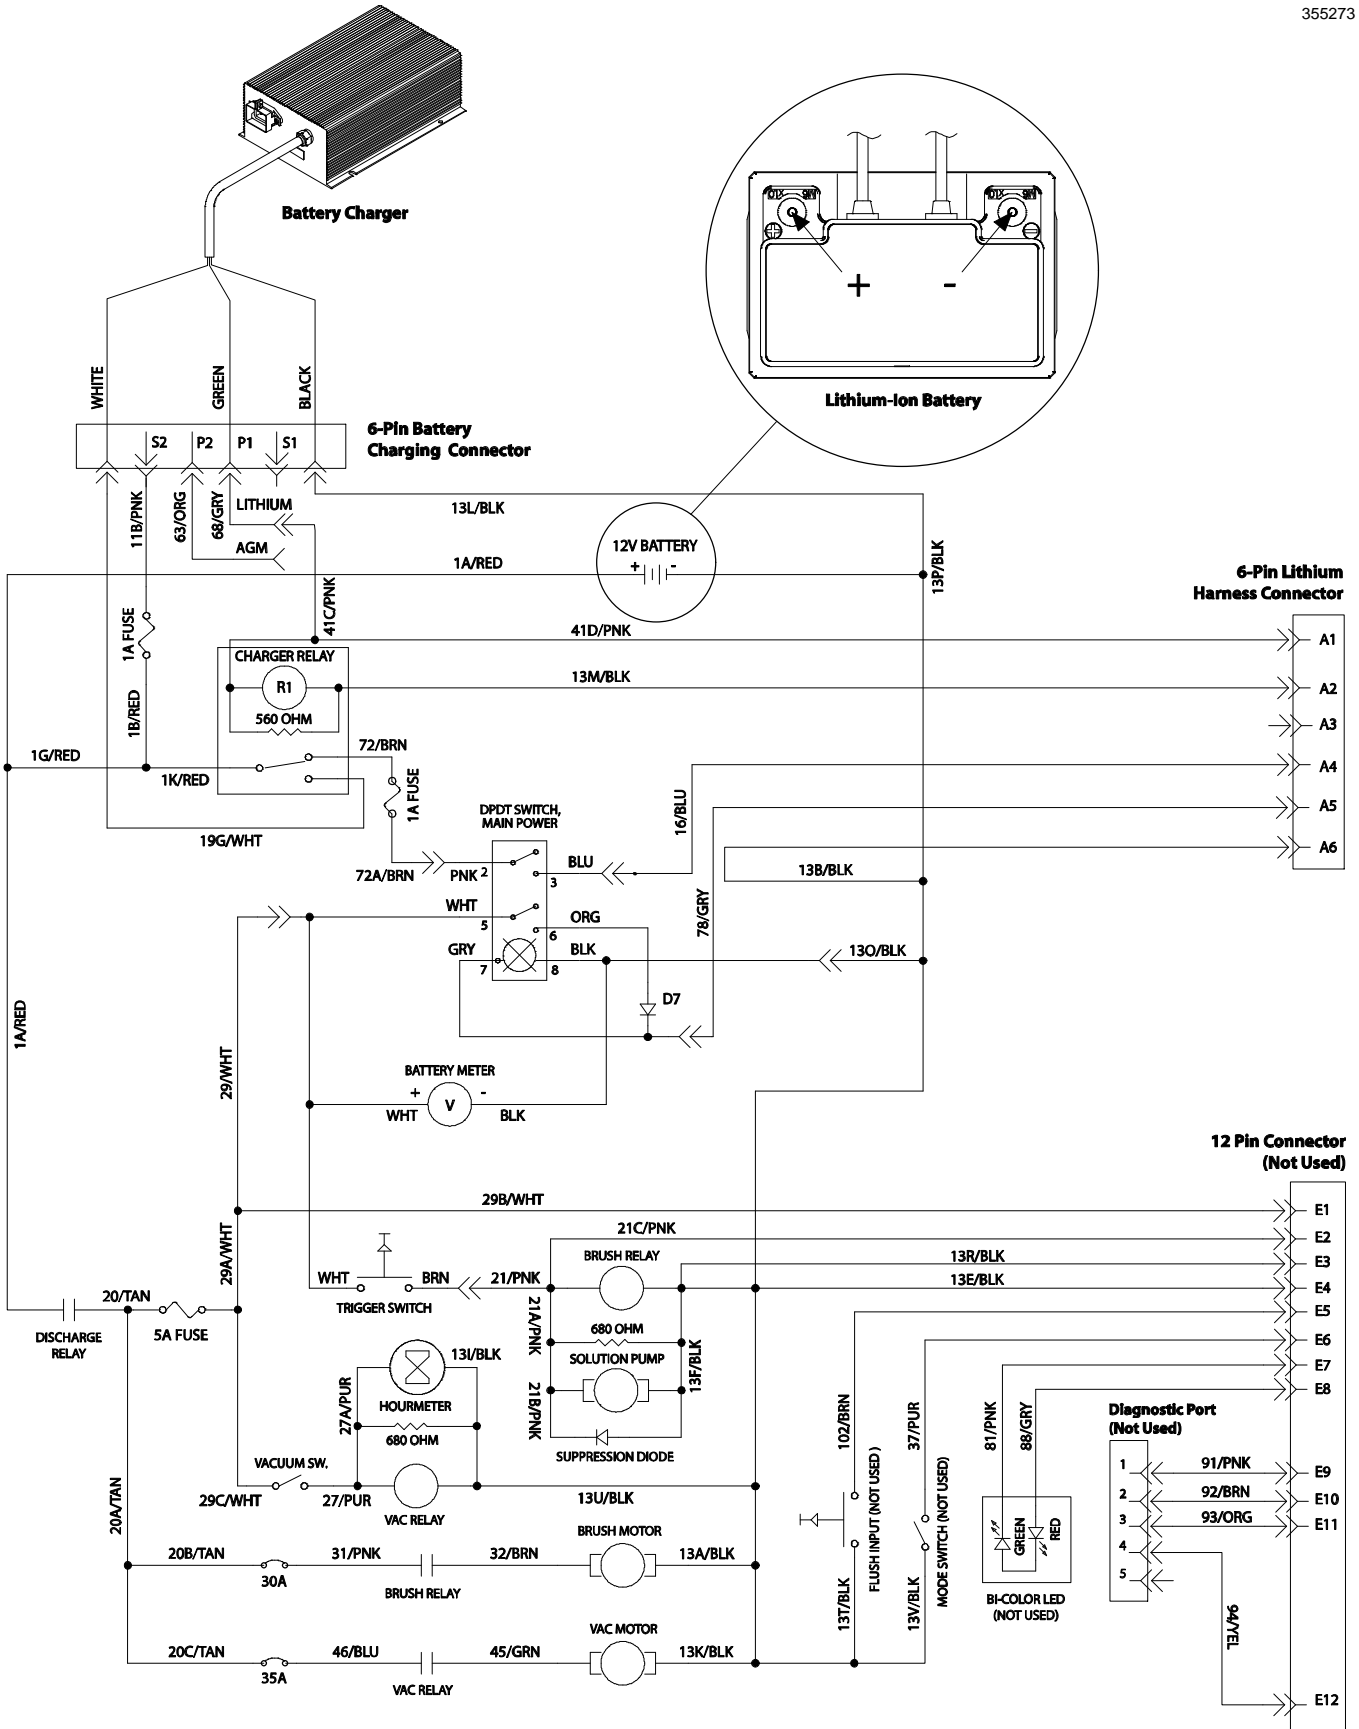 355273
Battery Charger
XLO
M6
M6
XLO
+
-
Lithium-Ion Battery
WHITE
GREEN
BLACK
6-Pin Battery
Charging Connector
S2
P2
P1
S1
11B/PNK
63/ORG
68/GRY
LITHIUM
AGM
13L/BLK
12V BATTERY
+ -
1A/RED
13P/BLK
6-Pin Lithium
Harness Connector
41C/PNK
41D/PNK
A1
1A FUSE
CHARGER RELAY
R1
560 OHM
13M/BLK
A2
A3
1B/RED
72/BRN
1G/RED
1K/RED
1A FUSE
19G/WHT
A4
A5
A6
16/BLU
DPDT SWITCH,
MAIN POWER
72A/BRN
PNK
2
BLU
3
13B/BLK
WHT
5
ORG
6
78/GRY
GRY
7
BLK
8
13O/BLK
D7
1A/RED
29/WHT
BATTERY METER
+ -
V
WHT
BLK
12 Pin Connector
(Not Used)
29B/WHT
E1
21C/PNK
E2
29A/WHT
BRUSH RELAY
13R/BLK
E3
WHT
BRN
21/PNK
13E/BLK
E4
TRIGGER SWITCH
20/TAN
5A FUSE
DISCHARGE
RELAY
21A/PNK
680 OHM
13F/BLK
SOLUTION PUMP
21B/PNK
SUPPRESSION DIODE
E5
E6
E7
E8
13I/BLK
27A/PUR
HOURMETER
680 OHM
102/BRN
37/PUR
81/PNK
88/GRY
Diagnostic Port
(Not Used)
VACUUM SW.
29C/WHT
27/PUR
VAC RELAY
13U/BLK
1
91/PNK
E9
2
92/BRN
E10
3
93/ORG
E11
4
5
FLUSH INPUT (NOT USED )
MODE SWITCH (NOT USED)
GREEN
RED
BI-COLOR LED
(NOT USED)
20A/TAN
20B/TAN
30A
31/PNK
BRUSH RELAY
32/BRN
BRUSH MOTOR
13A/BLK
13T/BLK
13V/BLK
94/YEL
20C/TAN
35A
46/BLU
VAC RELAY
45/GRN
VAC MOTOR
13K/BLK
E12